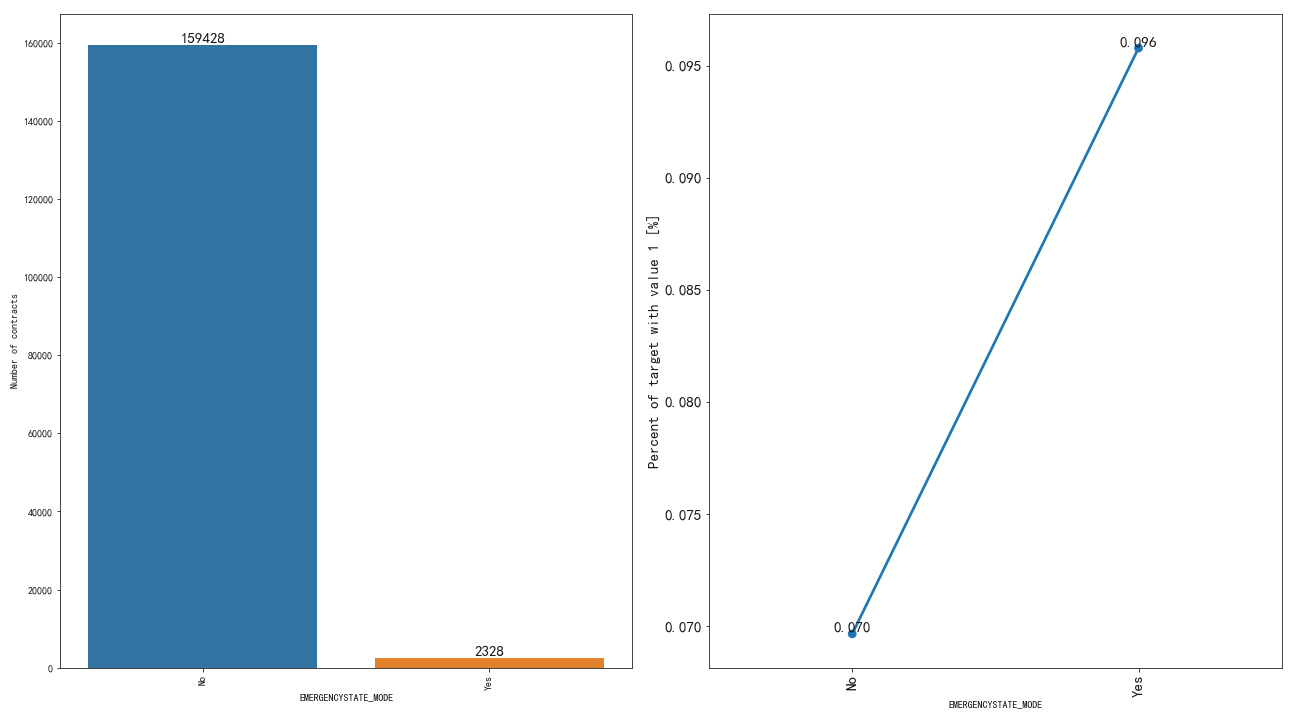 Number of contracts
160000
140000
120000
100000
80000
60000
40000
20000
0
159428
2328
No
Yes
EMERGENCYSTATE_MODE
Percent of target with value 1 [%]
0.095
0.090
0.085
0.080
0.075
0.070
0.096
0.070
No
Yes
EMERGENCYSTATE_MODE